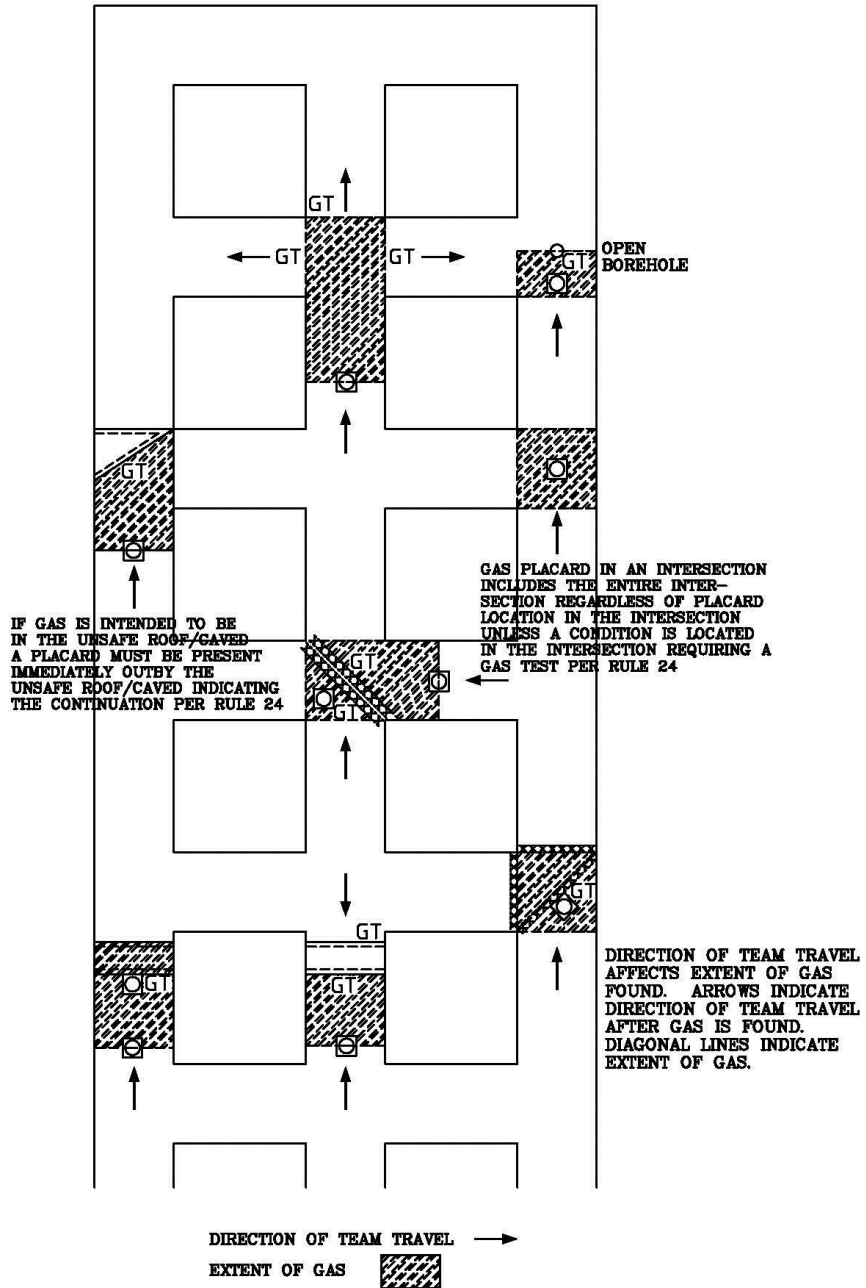 GT
GT
GT
GT
OPEN
BOREHOLE
GT
GAS PLACARD IN AN INTERSECTION
INCLUDES THE ENTIRE INTER-
SECTION REGARDLESS OF PLACARD
LOCATION IN THE INTERSECTION
UNLESS A CONDITION IS LOCATED
IN THE INTERSECTION REQUIRING A
GAS TEST PER RULE 24
IF GAS IS INTENDED TO BE
IN THE UNSAFE ROOF/CAVED
A PLACARD MUST BE PRESENT
IMMEDIATELY OUTBY THE
UNSAFE ROOF/CAVED INDICATING
THE CONTINUATION PER RULE 24
GT
GT
GT
GT
GT
GT
DIRECTION OF TEAM TRAVEL
AFFECTS EXTENT OF GAS
FOUND. ARROWS INDICATE
DIRECTION OF TEAM TRAVEL
AFTER GAS IS FOUND.
DIAGONAL LINES INDICATE
EXTENT OF GAS.
DIRECTION OF TEAM TRAVEL
EXTENT OF GAS